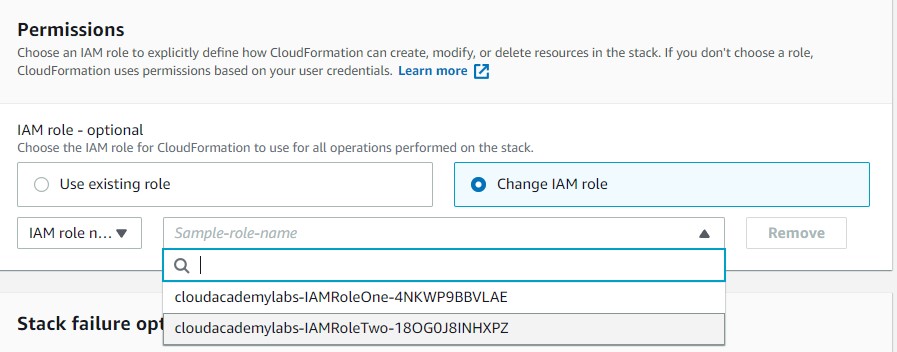 Permissions
Choose an IAM role to explicitly define how CloudFormation can create, modify, or delete resources in the stack. If you don't choose a role,
CloudFormation uses permissions based on your user credentials. Learn more
IAM role - optional
Choose the IAM role for CloudFormation to use for all operations performed on the stack.
Use existing role
Change IAM role
IAM role n...
Sample-role-name
Remove
cloudacademylabs-IAMRoleOne-4NKWP9BBVLAE
cloudacademylabs-IAMRoleTwo-18OG0J8INHXPZ
Stack failure opt